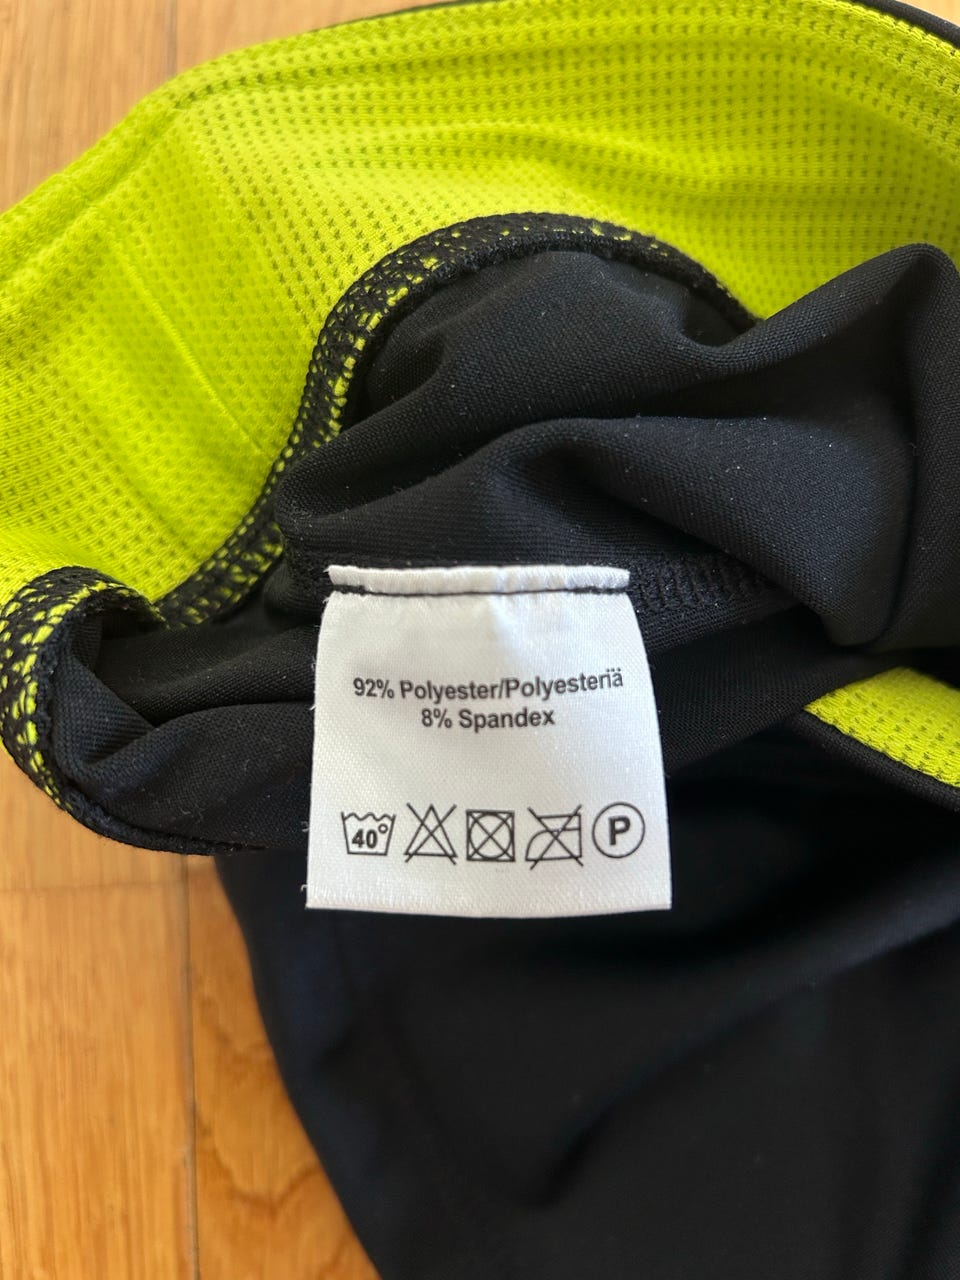 92% Polyester/Polyesteriä
8% Spandex
40°
P